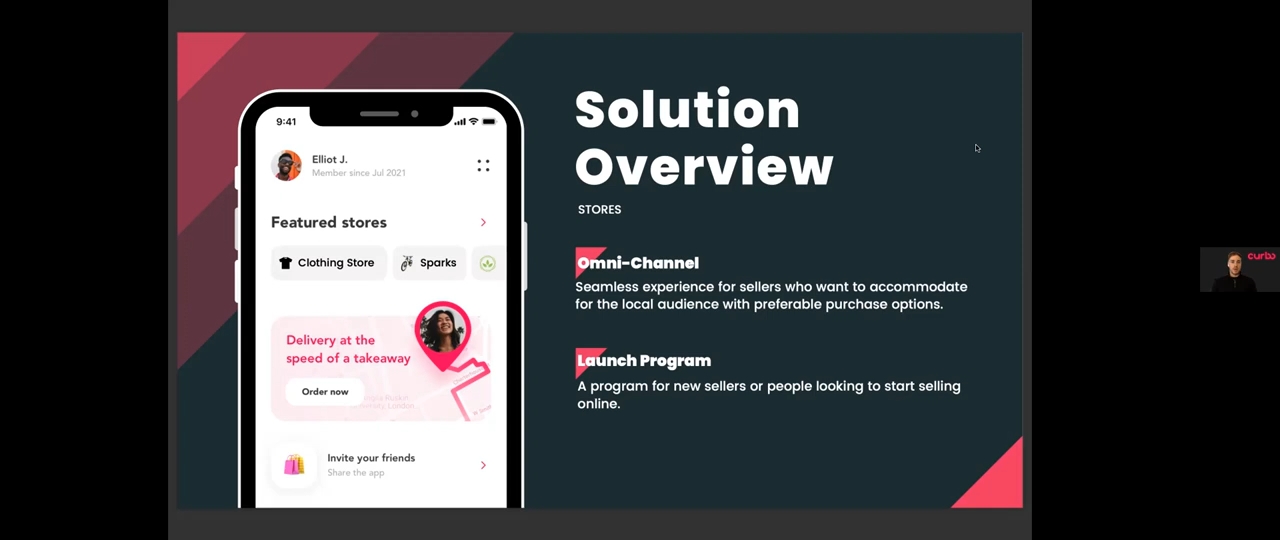 Solution
Overview
STORES
Omni-Channel
Seamless experience for sellers who want to accommodate
for the local audience with preferable purchase options.
Launch Program
A program for new sellers or people looking to start selling
online.
9:41
Elliot J.
Member since Jul 2021
Featured stores
Clothing Store
Sparks
Delivery at the
speed of a takeaway
Order now
London
Invite your friends
Share the app
curbo